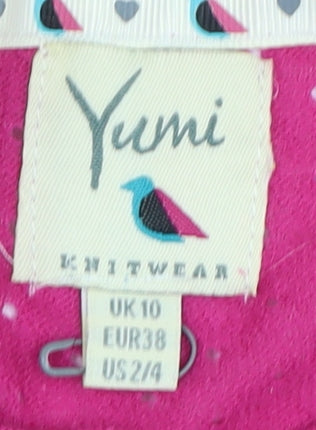 Yumi
KNITWEAR
UK 10
EUR38
US 2/4